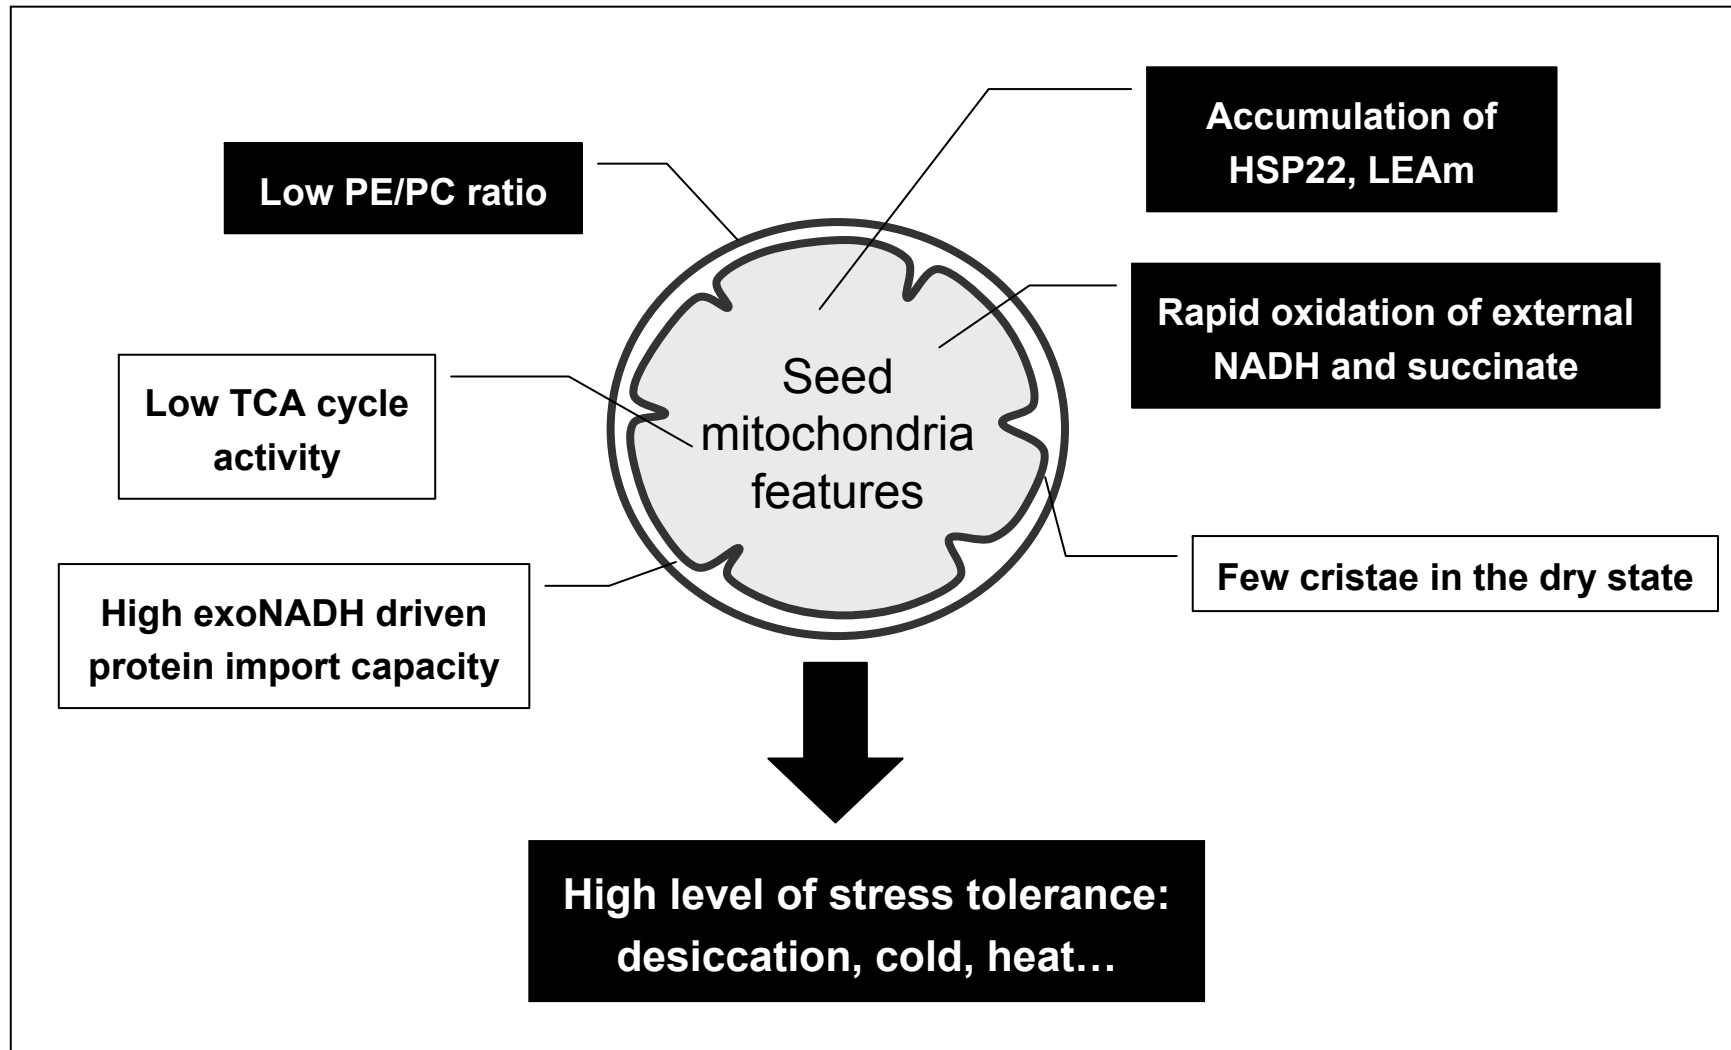 Accumulation of
HSP22, LEAm
Low PE/PC ratio
Rapid oxidation of external
NADH and succinate
Low TCA cycle
activity
Seed
mitochondria
features
Few cristae in the dry state
High exoNADH driven
protein import capacity
High level of stress tolerance:
desiccation, cold, heat…